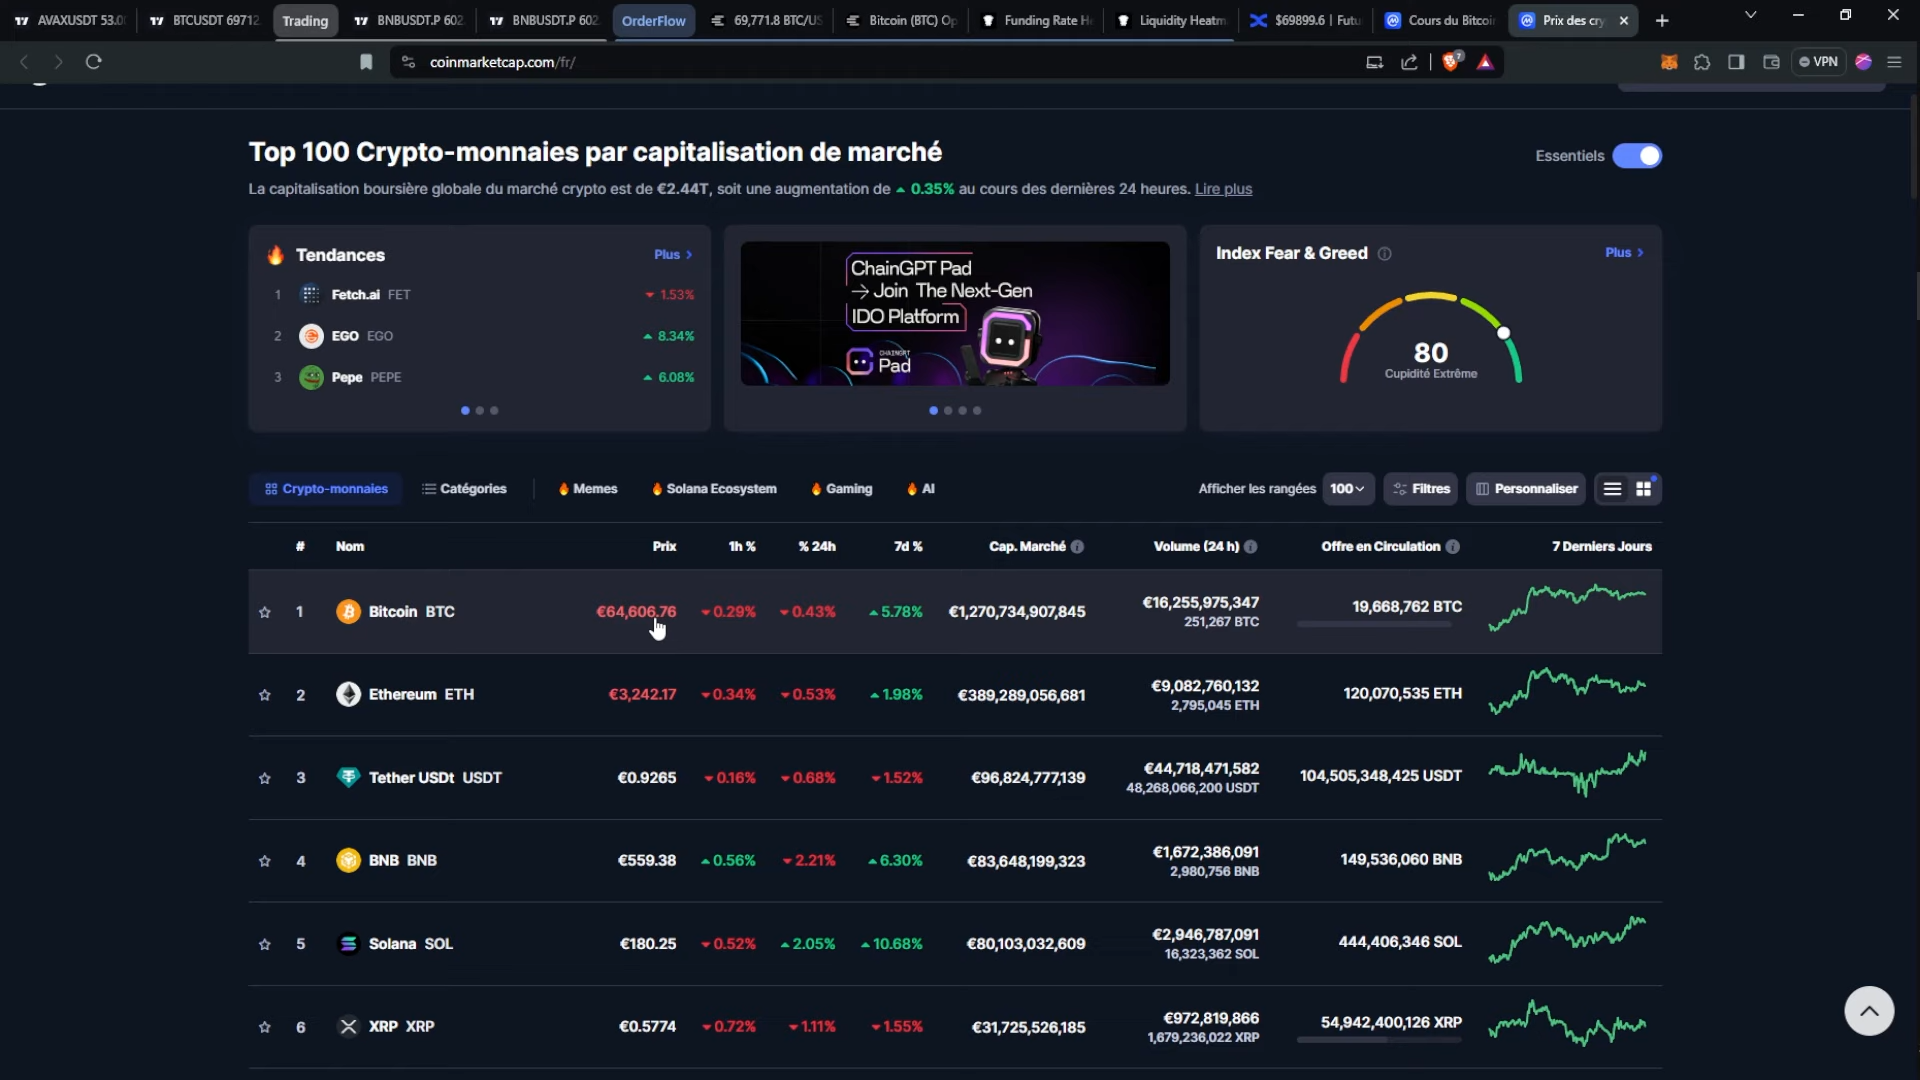 AVAXUSDT 53.0
BTCUSDT 69712
Trading
BNBUSDT.P 602
BNBUSDT.P 602
OrderFlow
69,771.8 BTC/US
Bitcoin (BTC) Op
Funding Rate He
Liquidity Heatm
$69899.6 | Futu
Cours du Bitcoin
Prix des cry
coinmarketcap.com/fr/
7
VPN
Top 100 Crypto-monnaies par capitalisation de marché
Essentiels
La capitalisation boursière globale du marché crypto est de €2.44T, soit une augmentation de 0.35% au cours des dernières 24 heures. Lire plus
Tendances
Plus
1 Fetch.ai FET 1.53%
2 EGO EGO 8.34%
3 Pepe PEPE 6.08%
ChainGPT Pad
→ Join The Next-Gen
IDO Platform
CHAINGPT
Pad
Index Fear & Greed
Plus
80
Cupidité Extrême
Crypto-monnaies
Catégories
Memes
Solana Ecosystem
Gaming
AI
Afficher les rangées
100
Filtres
Personnaliser
# Nom Prix 1h % % 24h 7d % Cap. Marché Volume (24 h) Offre en Circulation 7 Derniers Jours
1 Bitcoin BTC €64,606.76 0.29% 0.43% 5.78% €1,270,734,907,845 €16,255,975,347 19,668,762 BTC
251,267 BTC
2 Ethereum ETH €3,242.17 0.34% 0.53% 1.98% €389,289,056,681 €9,082,760,132 120,070,535 ETH
2,795,045 ETH
3 Tether USDt USDT €0.9265 0.16% 0.68% 1.52% €96,824,777,139 €44,718,471,582 104,505,348,425 USDT
48,268,066,200 USDT
4 BNB BNB €559.38 0.56% 2.21% 6.30% €83,648,199,323 €1,672,386,091 149,536,060 BNB
2,980,756 BNB
5 Solana SOL €180.25 0.52% 2.05% 10.68% €80,103,032,609 €2,946,787,091 444,406,346 SOL
16,323,362 SOL
6 XRP XRP €0.5774 0.72% 1.11% 1.55% €31,725,526,185 €972,819,866 54,942,400,126 XRP
1,679,236,022 XRP